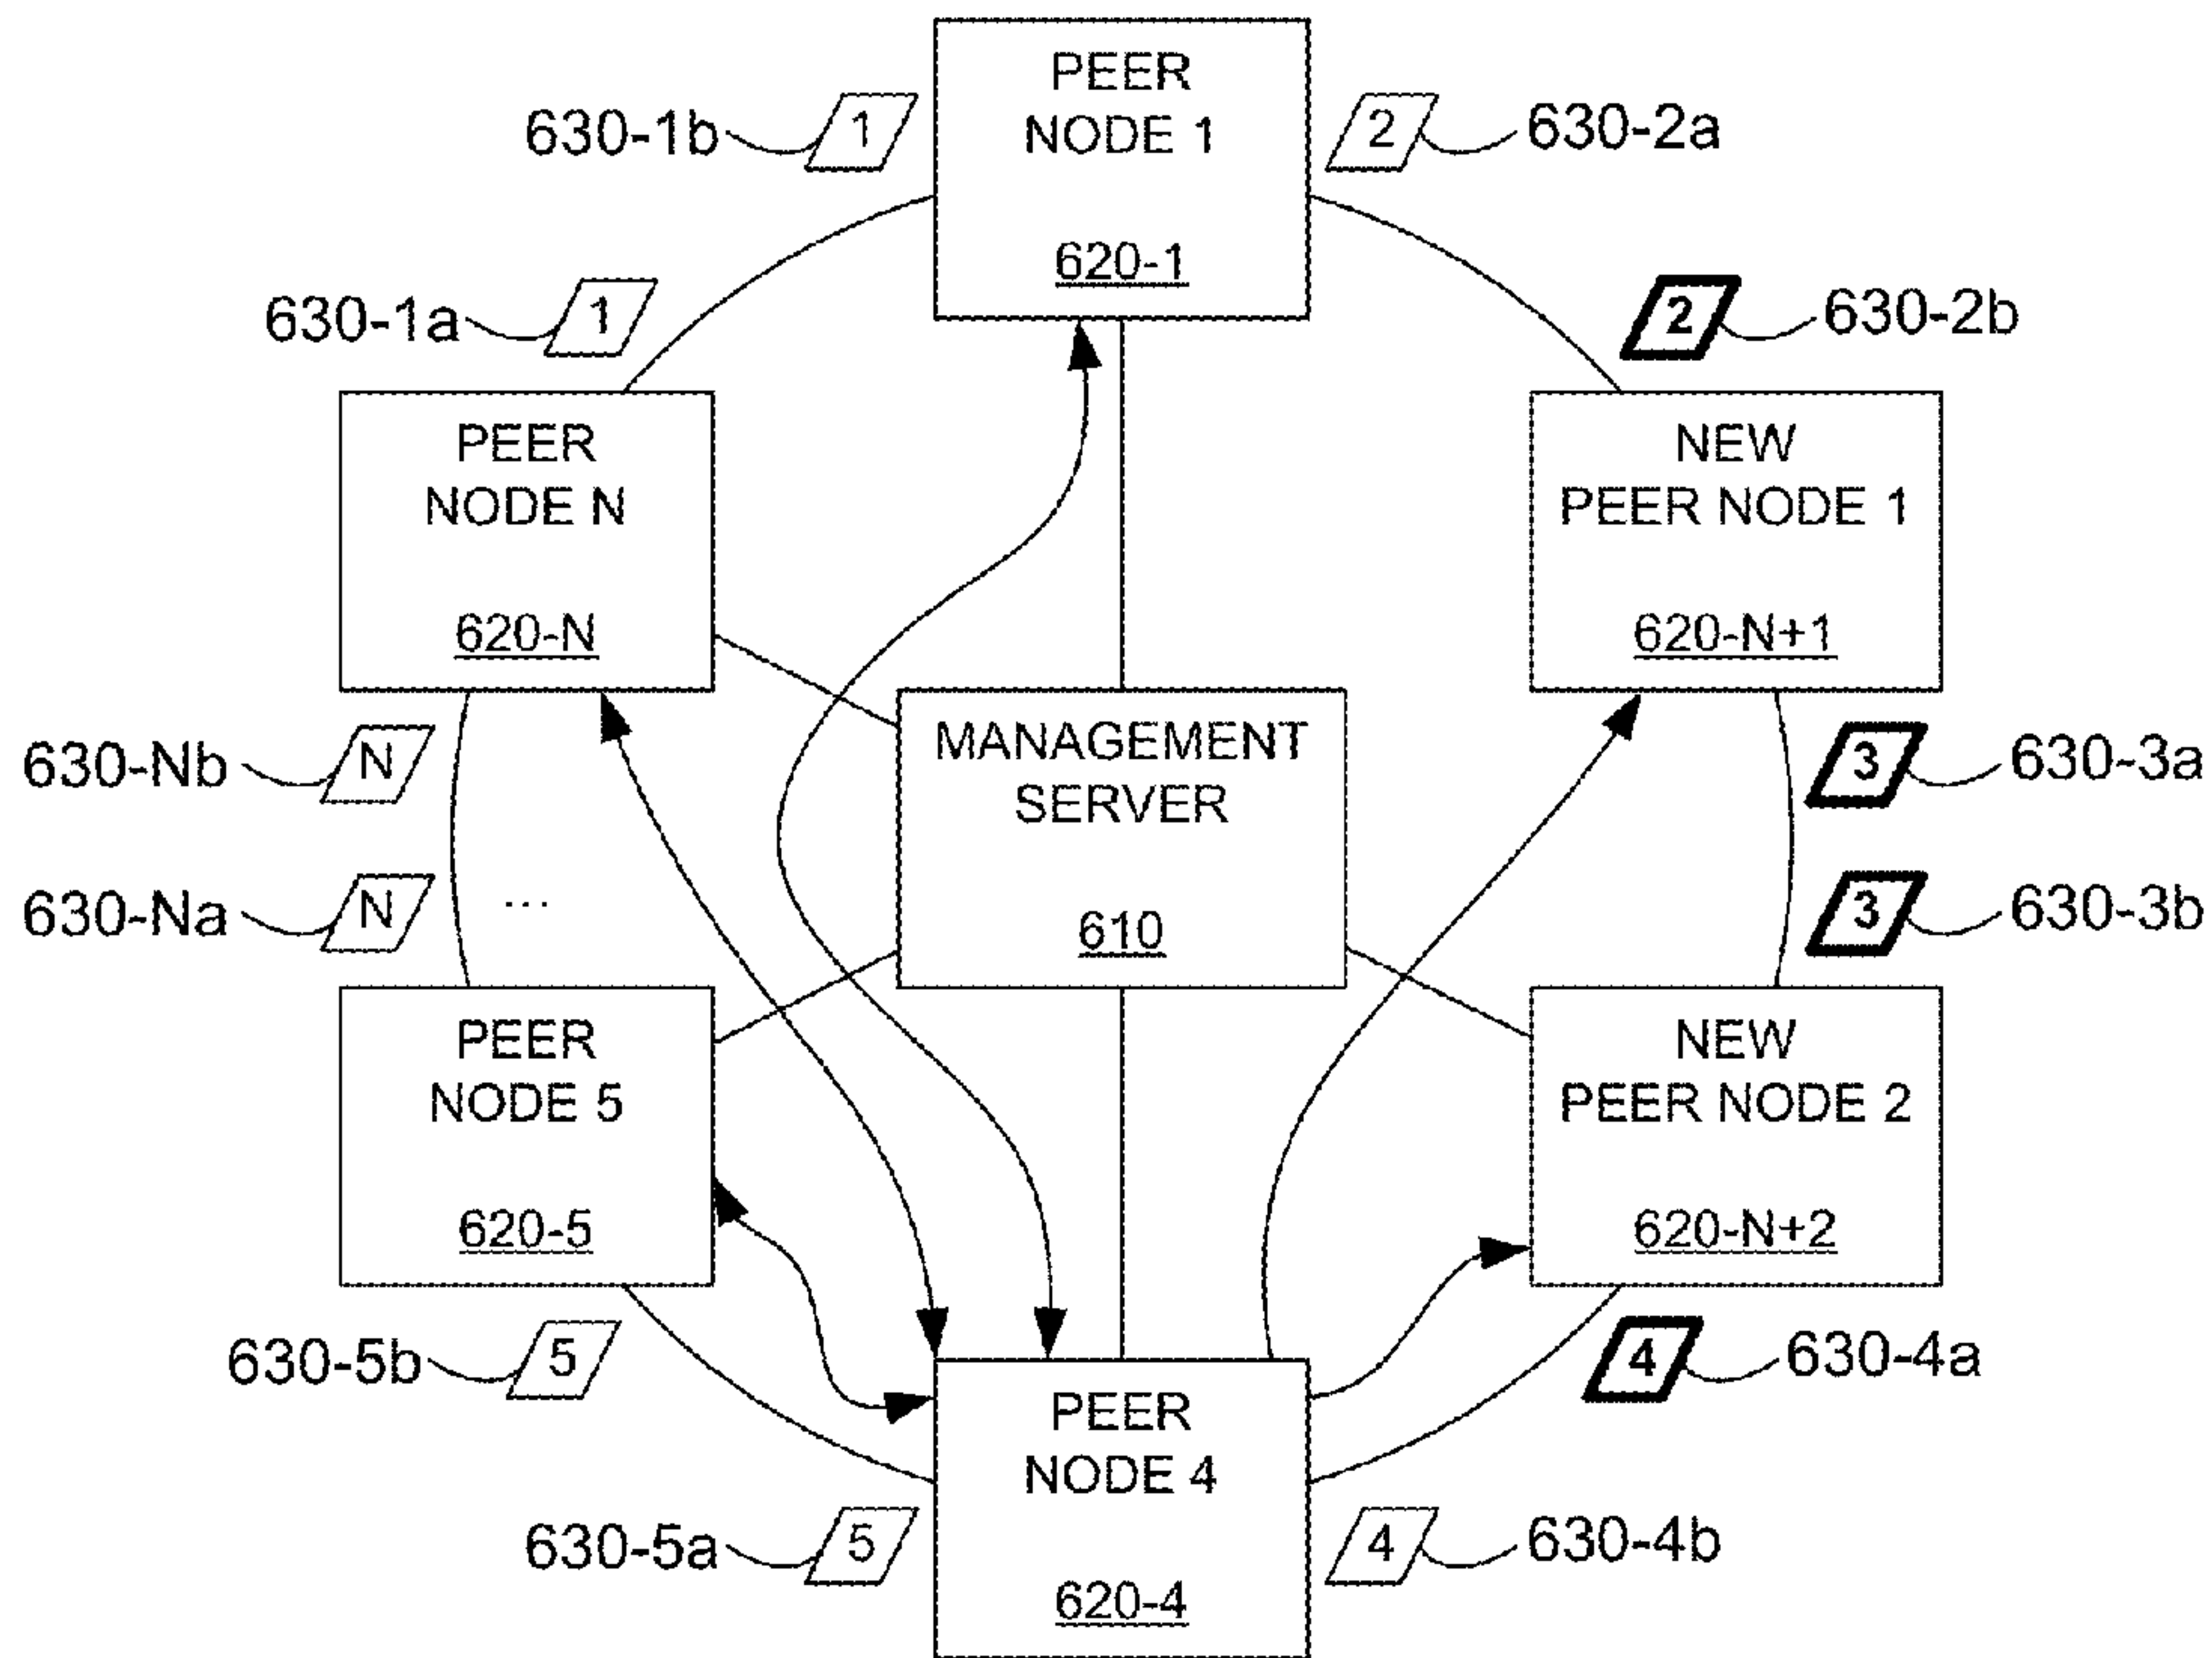 PEER
NODE 1
620-1
630-1b
1
2
630-2a
630-1a
1
2
630-2b
PEER
NODE N
620-N
NEW
PEER NODE 1
620-N+1
630-Nb
N
MANAGEMENT
SERVER
610
3
630-3a
630-Na
N
...
3
630-3b
PEER
NODE 5
620-5
NEW
PEER NODE 2
620-N+2
630-5b
5
4
630-4a
PEER
NODE 4
620-4
630-5a
5
4
630-4b